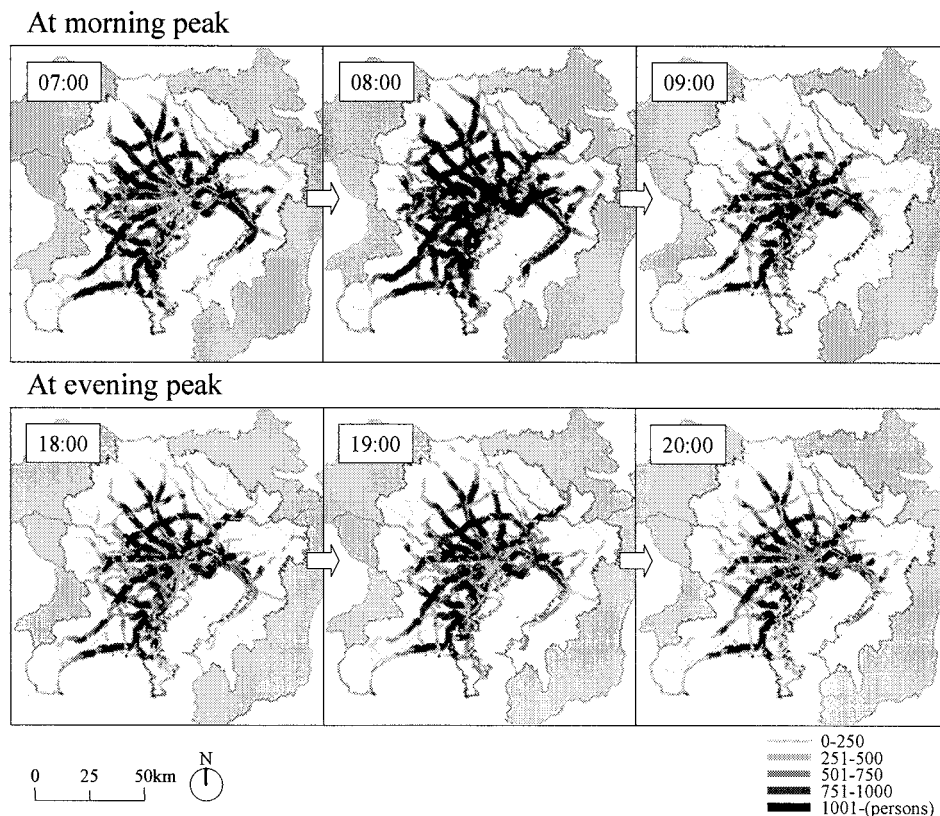 At morning peak
07:00
08:00
09:00
At evening peak
18:00
19:00
20:00
0 25 50km
N
0-250
251-500
501-750
751-1000
1001-(persons)